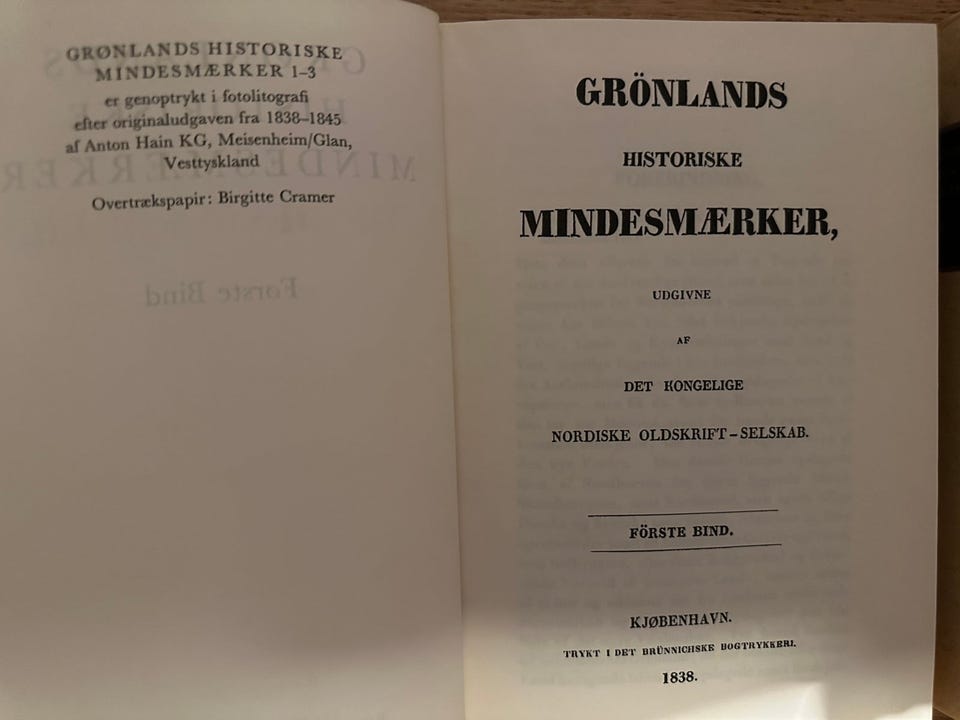 GRØNLANDS HISTORISKE
MINDESMÆRKER 1–3
er genoptrykt i fotolitografi
efter originaludgaven fra 1838–1845
af Anton Hain KG, Meisenheim/Glan,
Vesttyskland
Overtrækspapir: Birgitte Cramer
GRÖNLANDS
HISTORISKE
MINDESMÆRKER,
UDGIVNE
AF
DET KONGELIGE
NORDISKE OLDSKRIFT–SELSKAB.
FÖRSTE BIND.
KJØBENHAVN.
TRYKT I DET BRÜNNICHSKE BOGTRYKKERI.
1838.